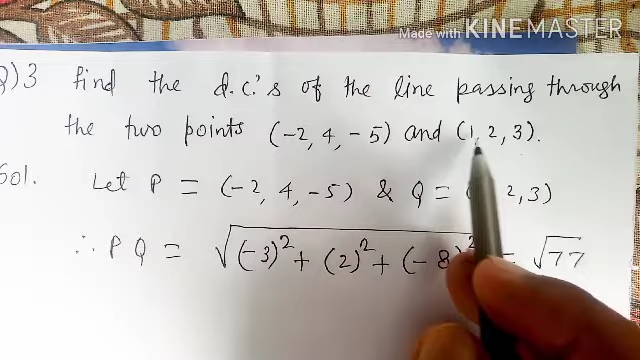 Made with KINEMASTER
Q)3 find the d.c.'s of the line passing through
the two points (-2, 4, -5) and (1, 2, 3).
Sol. Let P = (-2, 4, -5) & Q = ( 2, 3)
∴ PQ = √(-3)² + (2)² + (-8)² = √77